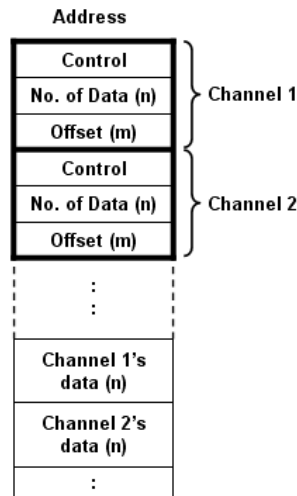 Address
Control
No. of Data (n)
Offset (m)
Channel 1
Control
No. of Data (n)
Offset (m)
Channel 2
:
:
Channel 1's
data (n)
Channel 2's
data (n)
: